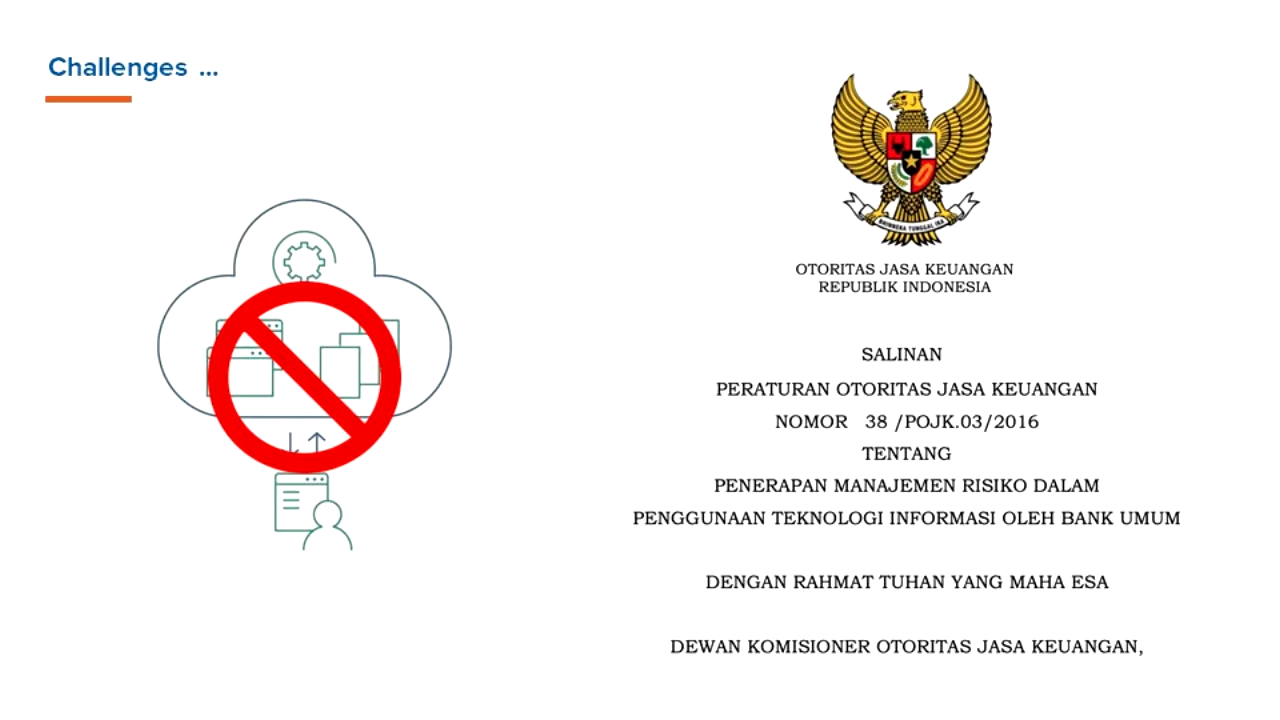 Challenges ...
BHINNEKA TUNGGAL IKA
OTORITAS JASA KEUANGAN
REPUBLIK INDONESIA
SALINAN
PERATURAN OTORITAS JASA KEUANGAN
NOMOR 38 /POJK.03/2016
TENTANG
PENERAPAN MANAJEMEN RISIKO DALAM
PENGGUNAAN TEKNOLOGI INFORMASI OLEH BANK UMUM
DENGAN RAHMAT TUHAN YANG MAHA ESA
DEWAN KOMISIONER OTORITAS JASA KEUANGAN,